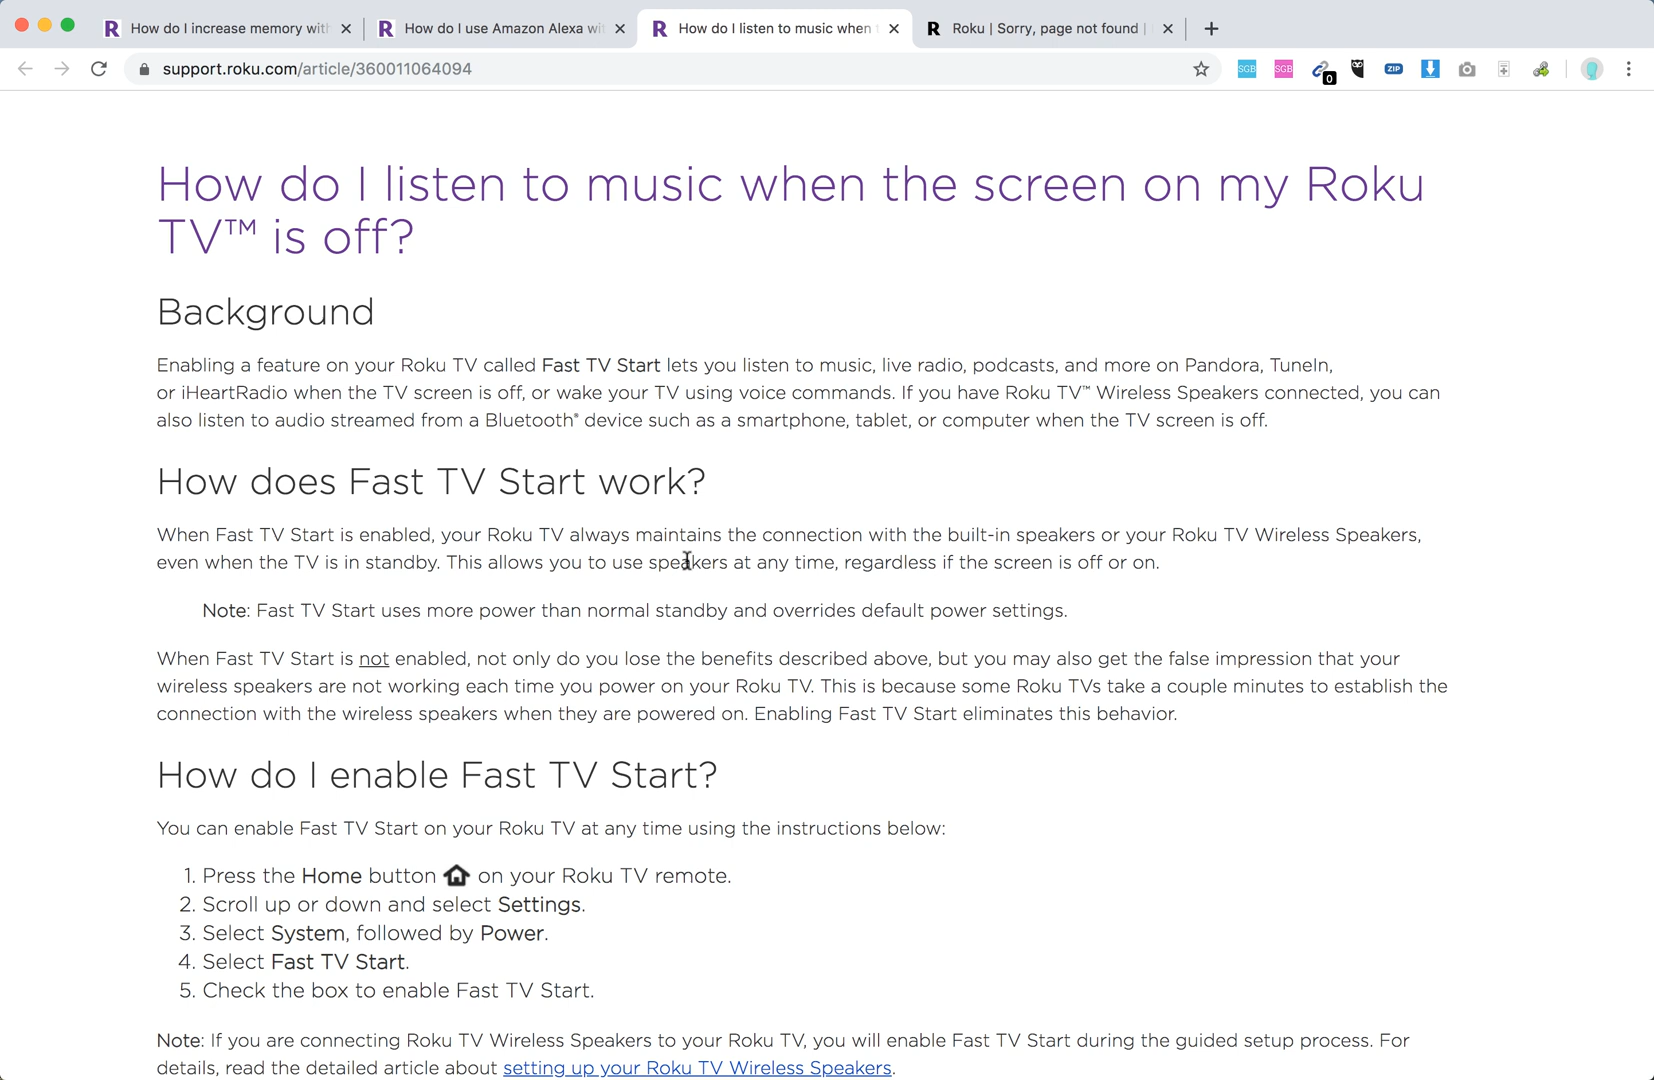 How do I increase memory with
How do I use Amazon Alexa wi
How do I listen to music when
Roku | Sorry, page not found |
support.roku.com/article/360011064094
SGB
SGB
0
ZIP
How do I listen to music when the screen on my Roku
TV™ is off?
Background
Enabling a feature on your Roku TV called Fast TV Start lets you listen to music, live radio, podcasts, and more on Pandora, TuneIn,
or iHeartRadio when the TV screen is off, or wake your TV using voice commands. If you have Roku TV™ Wireless Speakers connected, you can
also listen to audio streamed from a Bluetooth® device such as a smartphone, tablet, or computer when the TV screen is off.
How does Fast TV Start work?
When Fast TV Start is enabled, your Roku TV always maintains the connection with the built-in speakers or your Roku TV Wireless Speakers,
even when the TV is in standby. This allows you to use speakers at any time, regardless if the screen is off or on.
Note: Fast TV Start uses more power than normal standby and overrides default power settings.
When Fast TV Start is not enabled, not only do you lose the benefits described above, but you may also get the false impression that your
wireless speakers are not working each time you power on your Roku TV. This is because some Roku TVs take a couple minutes to establish the
connection with the wireless speakers when they are powered on. Enabling Fast TV Start eliminates this behavior.
How do I enable Fast TV Start?
You can enable Fast TV Start on your Roku TV at any time using the instructions below:
1. Press the Home button on your Roku TV remote.
2. Scroll up or down and select Settings.
3. Select System, followed by Power.
4. Select Fast TV Start.
5. Check the box to enable Fast TV Start.
Note: If you are connecting Roku TV Wireless Speakers to your Roku TV, you will enable Fast TV Start during the guided setup process. For
details, read the detailed article about setting up your Roku TV Wireless Speakers.